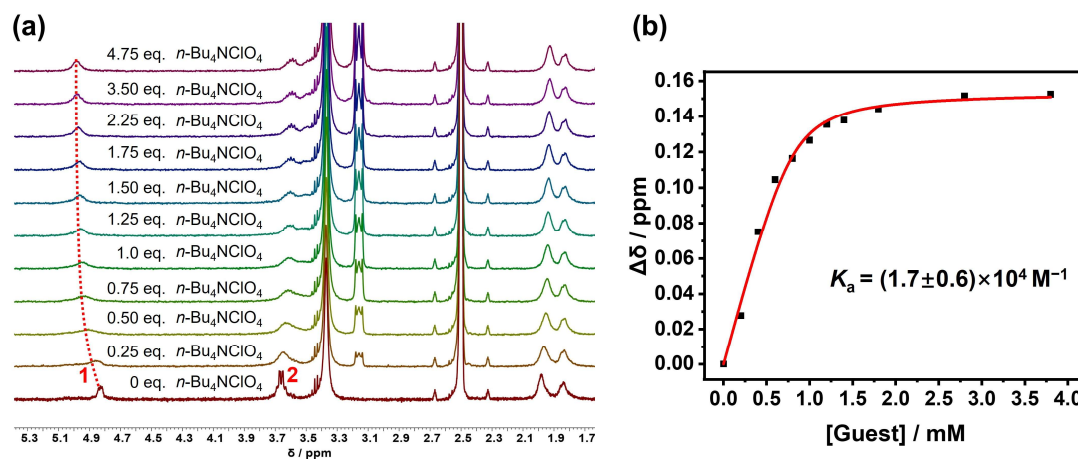 (a)
4.75 eq. n-Bu4NClO4
3.50 eq. n-Bu4NClO4
2.25 eq. n-Bu4NClO4
1.75 eq. n-Bu4NClO4
1.50 eq. n-Bu4NClO4
1.25 eq. n-Bu4NClO4
1.0 eq. n-Bu4NClO4
0.75 eq. n-Bu4NClO4
0.50 eq. n-Bu4NClO4
0.25 eq. n-Bu4NClO4
1
0 eq. n-Bu4NClO4
2
5.3 5.1 4.9 4.7 4.5 4.3 4.1 3.9 3.7 3.5 3.3 3.1 2.9 2.7 2.5 2.3 2.1 1.9 1.7
δ / ppm
(b)
0.16
0.14
0.12
0.10
0.08
0.06
0.04
0.02
0.00
Δδ / ppm
Ka = (1.7±0.6)×10⁴ M⁻¹
0.0 0.5 1.0 1.5 2.0 2.5 3.0 3.5 4.0
[Guest] / mM